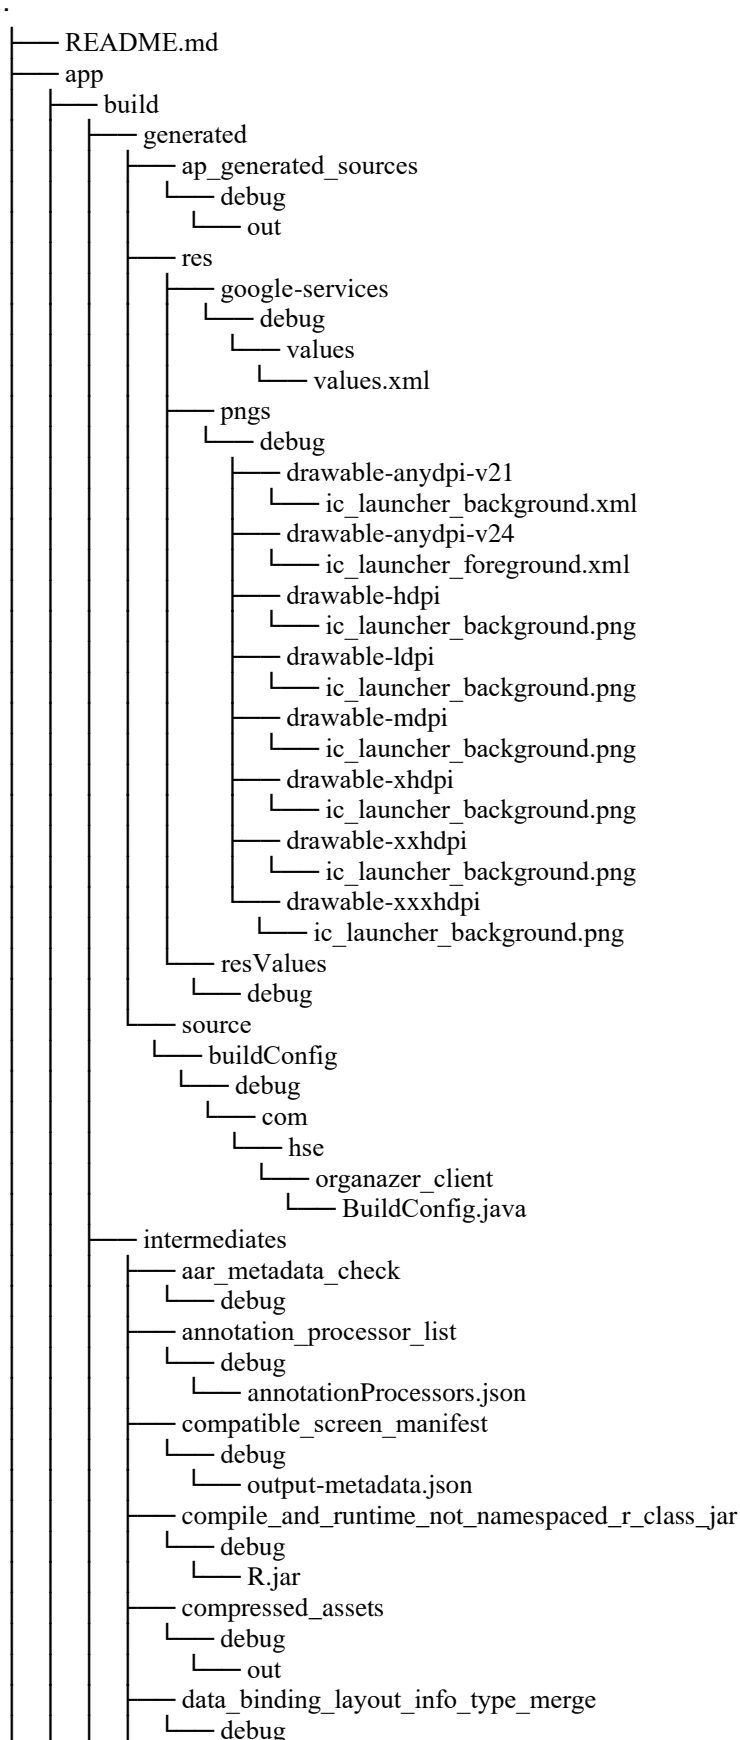 .
README.md
app
build
generated
ap_generated_sources
debug
out
res
google-services
debug
values
values.xml
pngs
debug
drawable-anydpi-v21
ic_launcher_background.xml
drawable-anydpi-v24
ic_launcher_foreground.xml
drawable-hdpi
ic_launcher_background.png
drawable-ldpi
ic_launcher_background.png
drawable-mdpi
ic_launcher_background.png
drawable-xhdpi
ic_launcher_background.png
drawable-xxhdpi
ic_launcher_background.png
drawable-xxxhdpi
ic_launcher_background.png
resValues
debug
source
buildConfig
debug
com
hse
organazer_client
BuildConfig.java
intermediates
aar_metadata_check
debug
annotation_processor_list
debug
annotationProcessors.json
compatible_screen_manifest
debug
output-metadata.json
compile_and_runtime_not_namespaced_r_class_jar
debug
R.jar
compressed_assets
debug
out
data_binding_layout_info_type_merge
debug